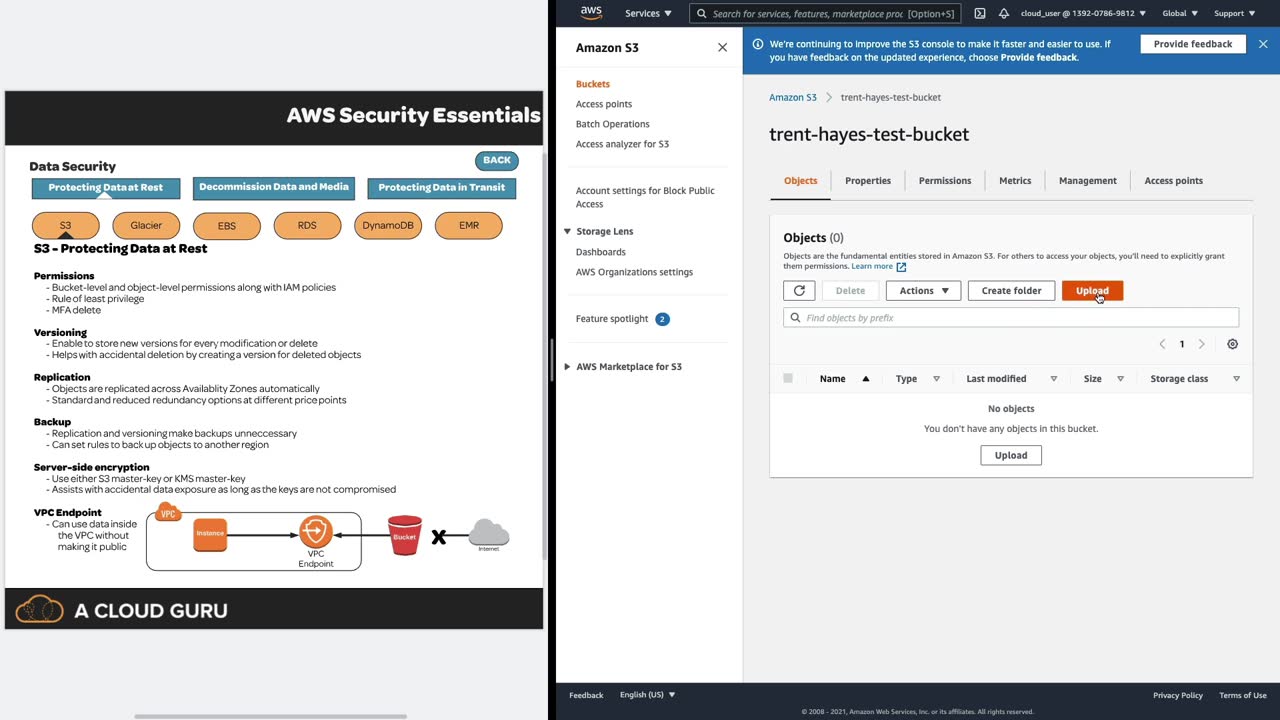 AWS Security Essentials
Data Security
BACK
Protecting Data at Rest
Decommission Data and Media
Protecting Data in Transit
S3
Glacier
EBS
RDS
DynamoDB
EMR
S3 - Protecting Data at Rest
Permissions
- Bucket-level and object-level permissions along with IAM policies
- Rule of least privilege
- MFA delete
Versioning
- Enable to store new versions for every modification or delete
- Helps with accidental deletion by creating a version for deleted objects
Replication
- Objects are replicated across Availablity Zones automatically
- Standard and reduced redundancy options at different price points
Backup
- Replication and versioning make backups unneccessary
- Can set rules to back up objects to another region
Server-side encryption
- Use either S3 master-key or KMS master-key
- Assists with accidental data exposure as long as the keys are not compromised
VPC Endpoint
- Can use data inside
the VPC without
making it public
VPC
Instance
VPC
Endpoint
Bucket
X
Internet
A CLOUD GURU
aws
Services
Search for services, features, marketplace proc [Option+S]
cloud_user @ 1392-0786-9812
Global
Support
Amazon S3
Buckets
Access points
Batch Operations
Access analyzer for S3
Account settings for Block Public
Access
Storage Lens
Dashboards
AWS Organizations settings
Feature spotlight 2
AWS Marketplace for S3
We're continuing to improve the S3 console to make it faster and easier to use. If
you have feedback on the updated experience, choose Provide feedback.
Provide feedback
Amazon S3 > trent-hayes-test-bucket
trent-hayes-test-bucket
Objects
Properties
Permissions
Metrics
Management
Access points
Objects (0)
Objects are the fundamental entities stored in Amazon S3. For others to access your objects, you'll need to explicitly grant
them permissions. Learn more
Delete
Actions
Create folder
Upload
Find objects by prefix
1
Name
Type
Last modified
Size
Storage class
No objects
You don't have any objects in this bucket.
Upload
Feedback
English (US)
Privacy Policy
Terms of Use
© 2008 - 2021, Amazon Web Services, Inc. or its affiliates. All rights reserved.